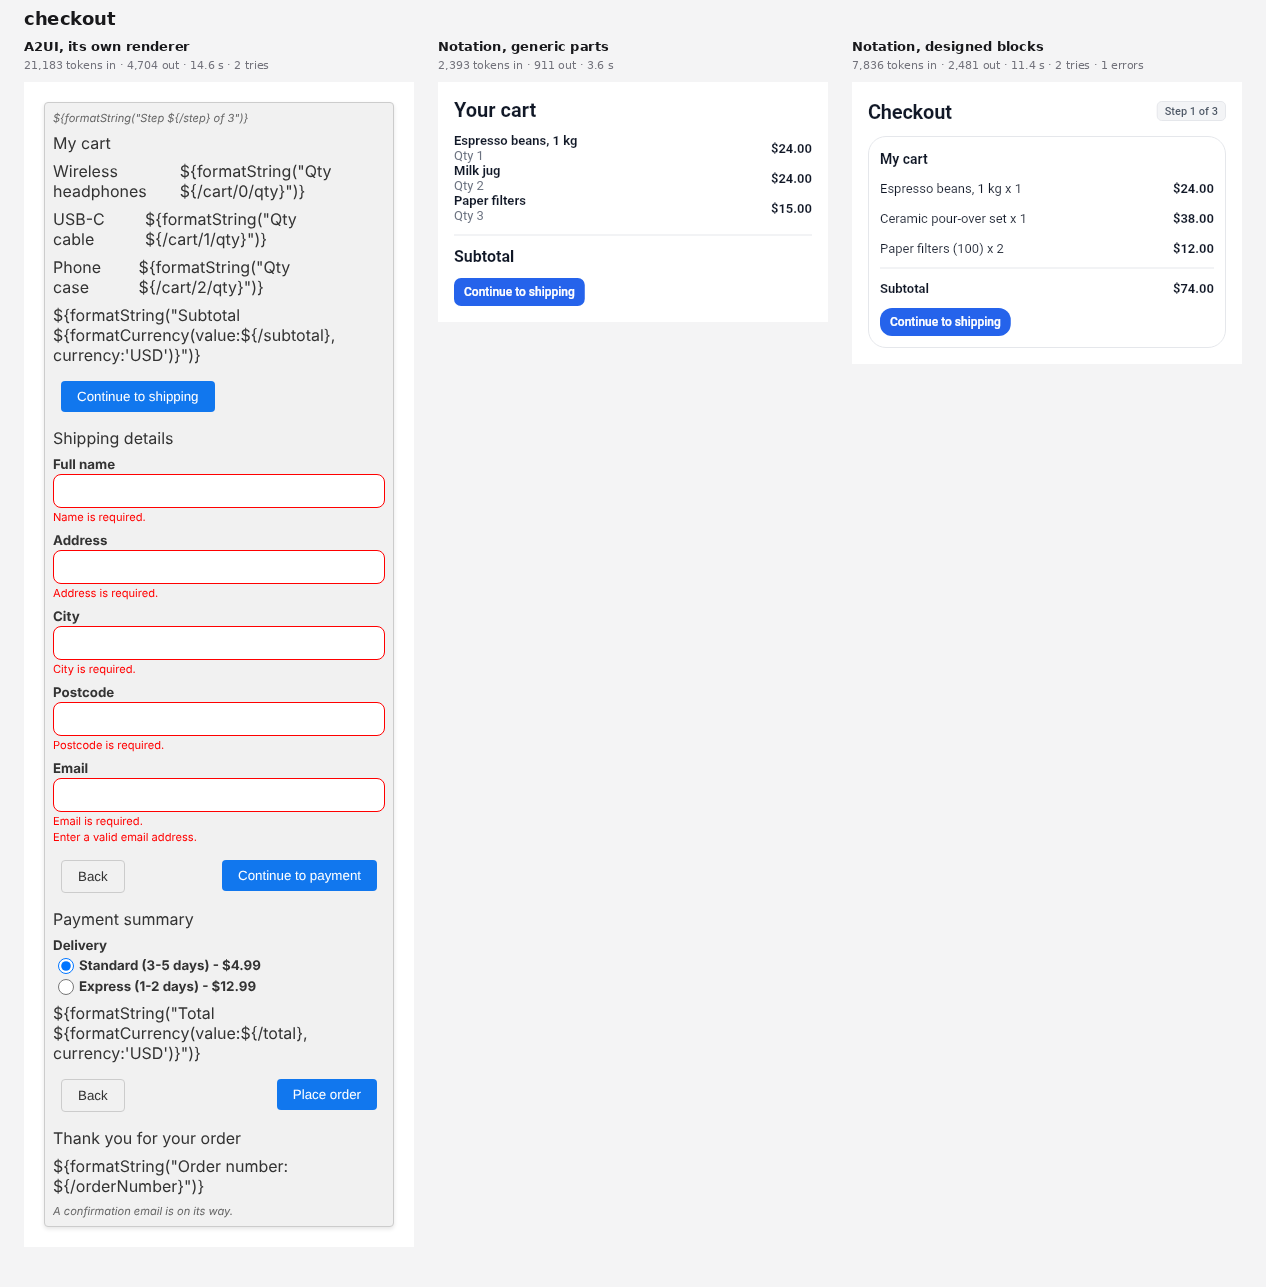 checkout
A2UI, its own renderer
21,183 tokens in · 4,704 out · 14.6 s · 2 tries
${formatString("Step ${/step} of 3")}
My cart
Wireless headphones
${formatString("Qty ${/cart/0/qty}")}
USB-C cable
${formatString("Qty ${/cart/1/qty}")}
Phone case
${formatString("Qty ${/cart/2/qty}")}
${formatString("Subtotal
${formatCurrency(value:${/subtotal},
currency:'USD')}")}
Continue to shipping
Shipping details
Full name
Name is required.
Address
Address is required.
City
City is required.
Postcode
Postcode is required.
Email
Email is required.
Enter a valid email address.
Back
Continue to payment
Payment summary
Delivery
Standard (3-5 days) - $4.99
Express (1-2 days) - $12.99
${formatString("Total
${formatCurrency(value:${/total},
currency:'USD')}")}
Back
Place order
Thank you for your order
${formatString("Order number:
${/orderNumber}")}
A confirmation email is on its way.
Notation, generic parts
2,393 tokens in · 911 out · 3.6 s
Your cart
Espresso beans, 1 kg
Qty 1
$24.00
Milk jug
Qty 2
$24.00
Paper filters
Qty 3
$15.00
Subtotal
Continue to shipping
Notation, designed blocks
7,836 tokens in · 2,481 out · 11.4 s · 2 tries · 1 errors
Checkout
Step 1 of 3
My cart
Espresso beans, 1 kg x 1 $24.00
Ceramic pour-over set x 1 $38.00
Paper filters (100) x 2 $12.00
Subtotal $74.00
Continue to shipping